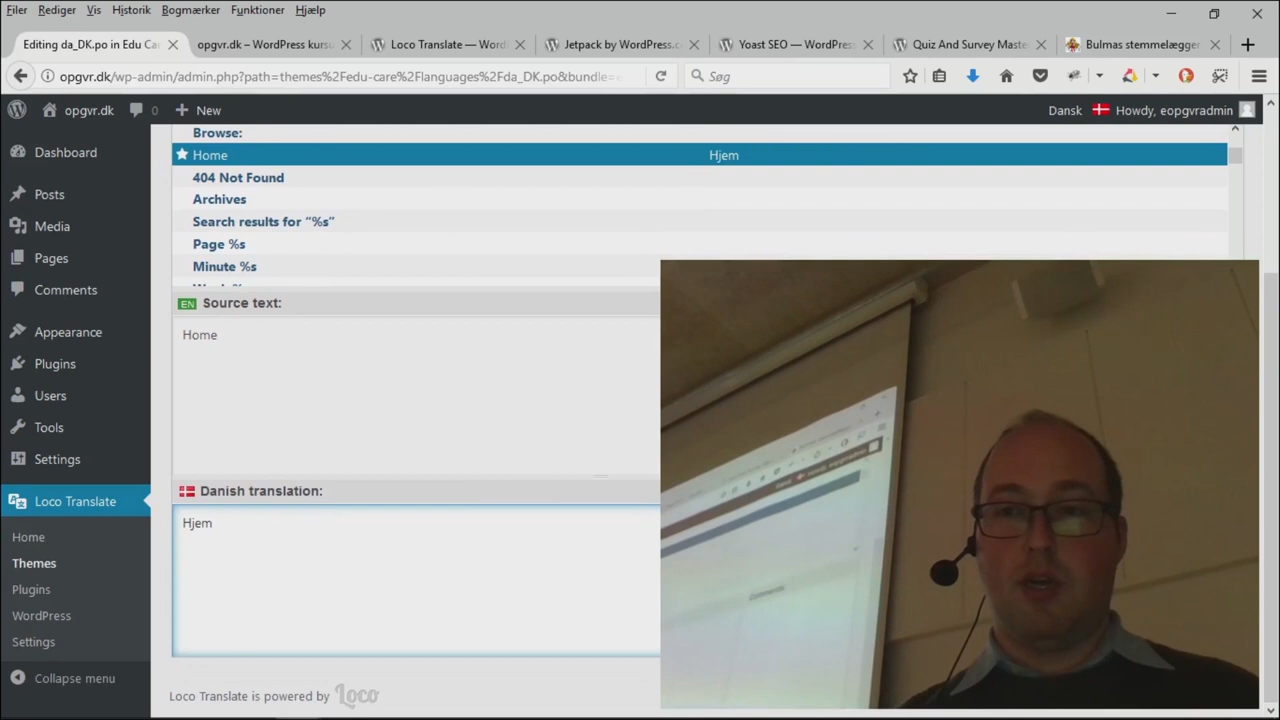 Filer Rediger Vis Historik Bogmærker Funktioner Hjælp
Editing da_DK.po in Edu Car opgvr.dk – WordPress kursu Loco Translate — Word Jetpack by WordPress.c Yoast SEO — WordPress Quiz And Survey Maste Bulmas stemmelægger
opgvr.dk/wp-admin/admin.php?path=themes%2Fedu-care%2Flanguages%2Fda_DK.po&bundle=e Søg
opgvr.dk 0 New Dansk Howdy, eopgvradmin
Dashboard
Posts
Media
Pages
Comments
Appearance
Plugins
Users
Tools
Settings
Loco Translate
Home
Themes
Plugins
WordPress
Settings
Collapse menu
Browse:
Home Hjem
404 Not Found
Archives
Search results for “%s”
Page %s
Minute %s
EN Source text:
Home
Danish translation:
Hjem
Loco Translate is powered by Loco